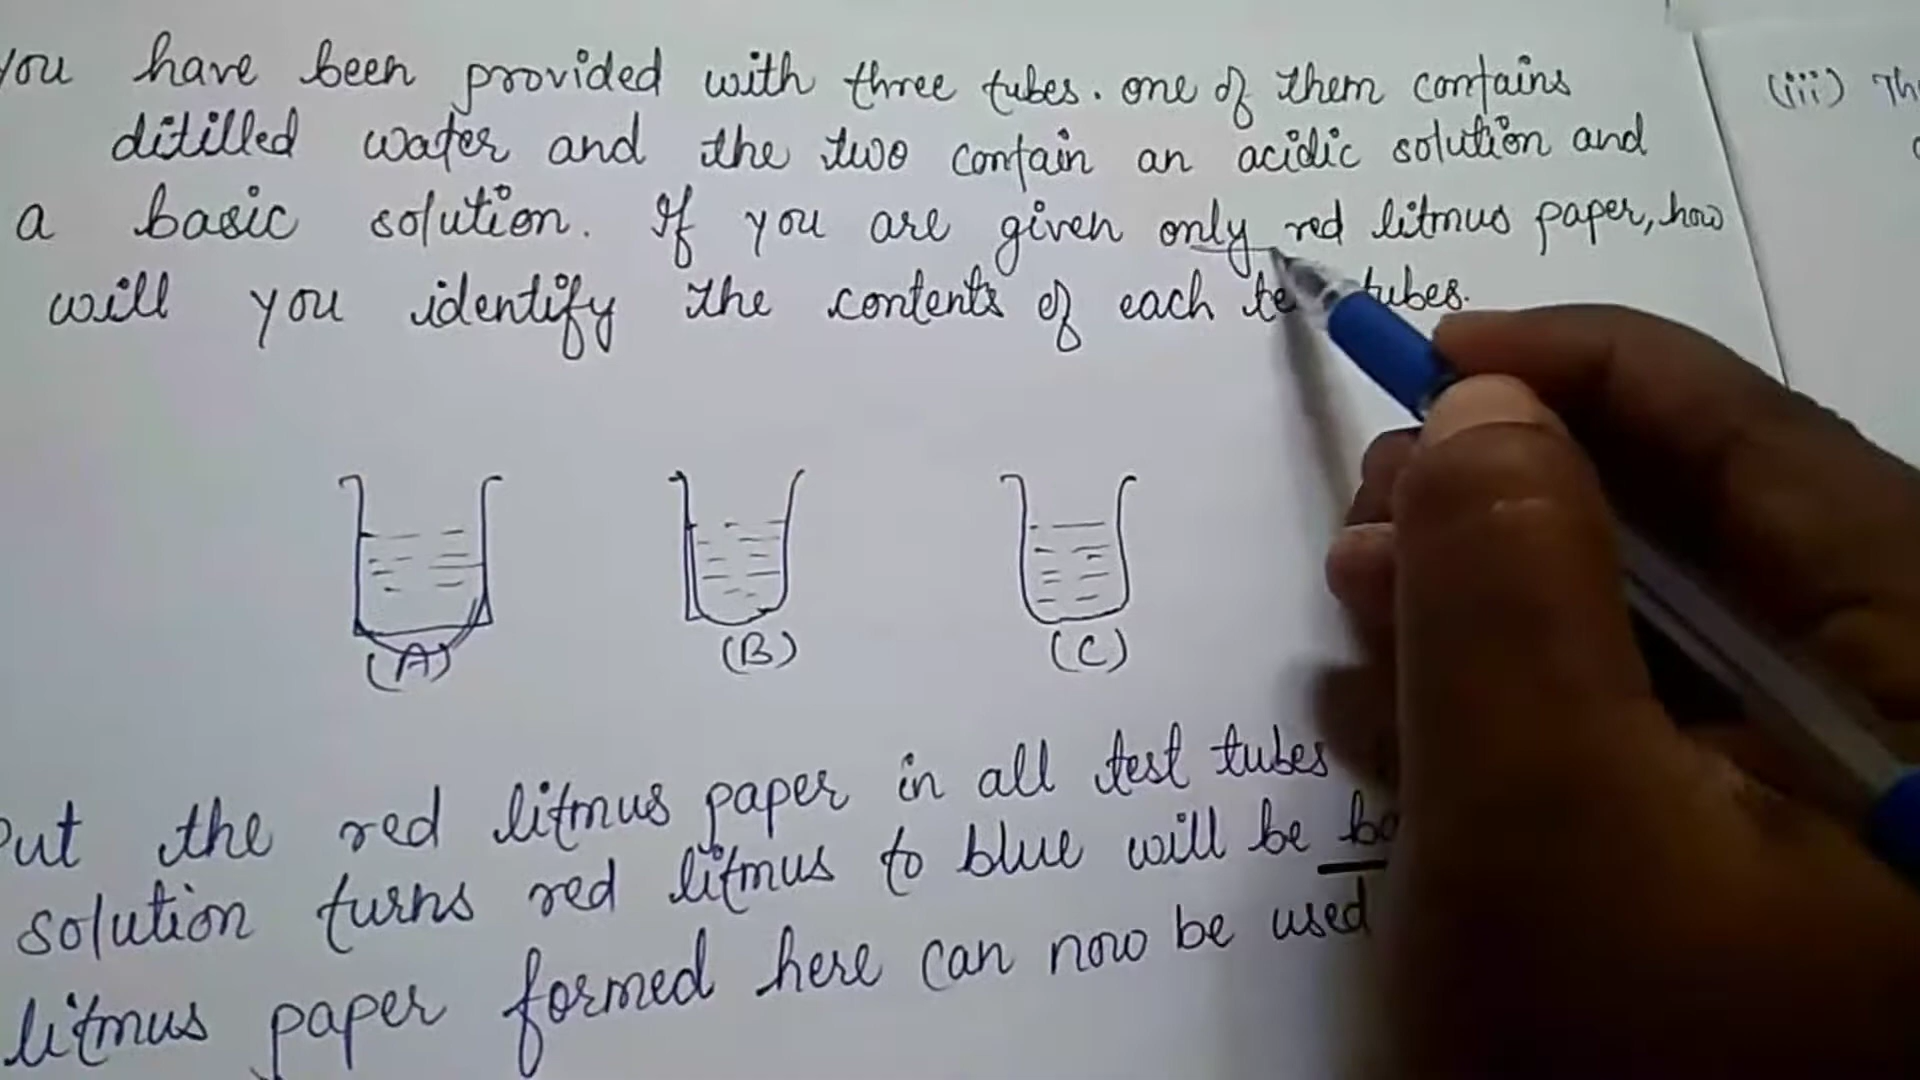 You have been provided with three tubes. one of them contains
ditilled water and the two contain an acidic solution and
a basic solution. If you are given only red litmus paper, how
will you identify the contents of each tubes.
(A)
(B)
(C)
Put the red litmus paper in all test tubes
solution turns red litmus to blue will be
litmus paper formed here can now be used
(iii)